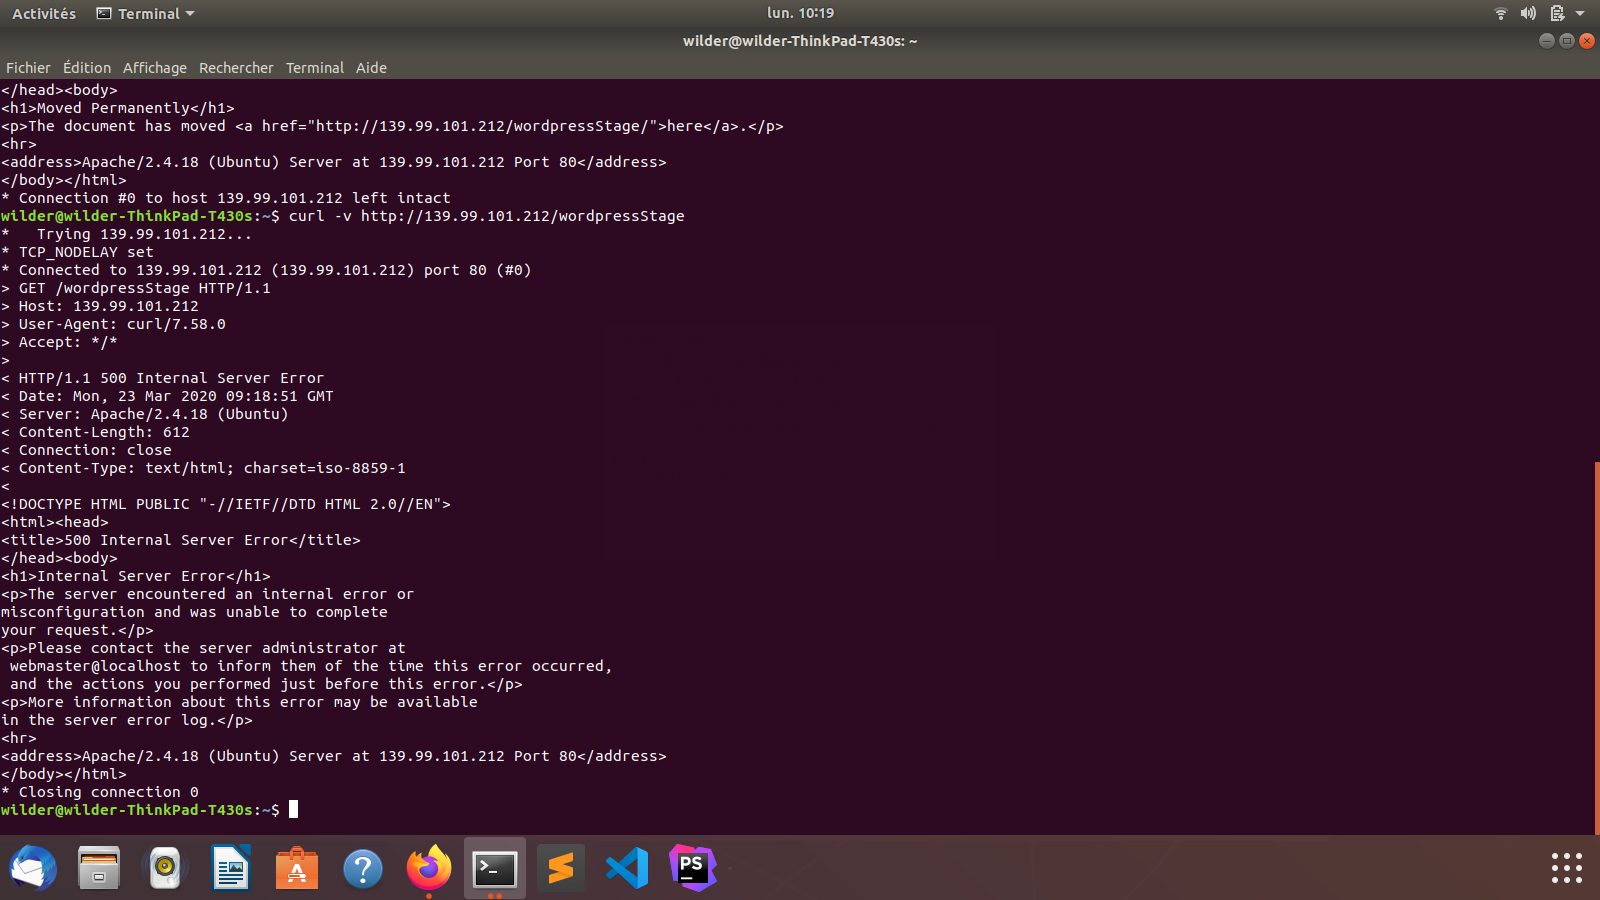 Activités Terminal lun. 10:19
wilder@wilder-ThinkPad-T430s: ~
Fichier Édition Affichage Rechercher Terminal Aide
</head><body>
<h1>Moved Permanently</h1>
<p>The document has moved <a href="http://139.99.101.212/wordpressStage/">here</a>.</p>
<hr>
<address>Apache/2.4.18 (Ubuntu) Server at 139.99.101.212 Port 80</address>
</body></html>
* Connection #0 to host 139.99.101.212 left intact
wilder@wilder-ThinkPad-T430s:~$ curl -v http://139.99.101.212/wordpressStage
*   Trying 139.99.101.212...
* TCP_NODELAY set
* Connected to 139.99.101.212 (139.99.101.212) port 80 (#0)
> GET /wordpressStage HTTP/1.1
> Host: 139.99.101.212
> User-Agent: curl/7.58.0
> Accept: */*
>
< HTTP/1.1 500 Internal Server Error
< Date: Mon, 23 Mar 2020 09:18:51 GMT
< Server: Apache/2.4.18 (Ubuntu)
< Content-Length: 612
< Connection: close
< Content-Type: text/html; charset=iso-8859-1
<
<!DOCTYPE HTML PUBLIC "-//IETF//DTD HTML 2.0//EN">
<html><head>
<title>500 Internal Server Error</title>
</head><body>
<h1>Internal Server Error</h1>
<p>The server encountered an internal error or
misconfiguration and was unable to complete
your request.</p>
<p>Please contact the server administrator at
 webmaster@localhost to inform them of the time this error occurred,
 and the actions you performed just before this error.</p>
<p>More information about this error may be available
in the server error log.</p>
<hr>
<address>Apache/2.4.18 (Ubuntu) Server at 139.99.101.212 Port 80</address>
</body></html>
* Closing connection 0
wilder@wilder-ThinkPad-T430s:~$
PS